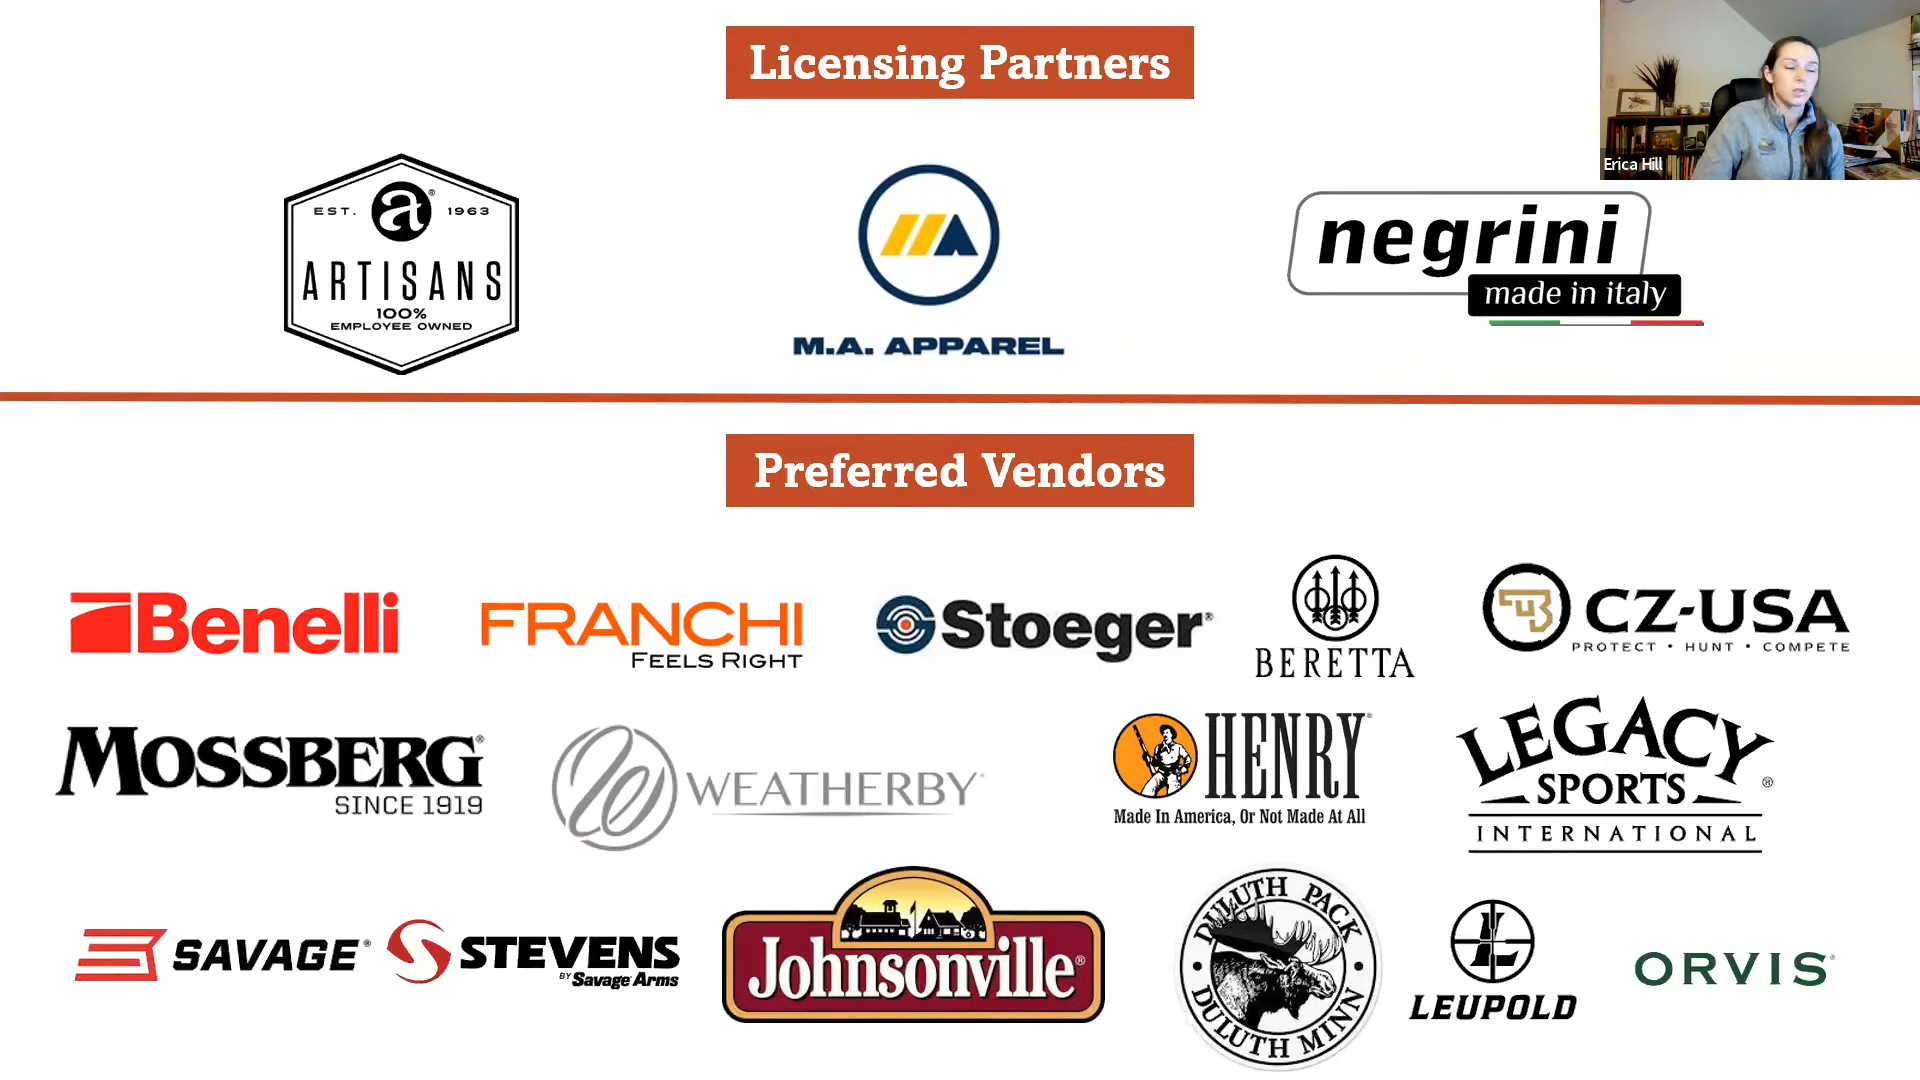 Licensing Partners
Erica Hill
EST. a® 1963
ARTISANS
100%
EMPLOYEE OWNED
M.A. APPAREL
negrini
made in italy
Preferred Vendors
Benelli
FRANCHI
FEELS RIGHT
Stoeger®
BERETTA
CZ-USA
PROTECT • HUNT • COMPETE
MOSSBERG®
SINCE 1919
WEATHERBY®
HENRY®
Made In America, Or Not Made At All
LEGACY
SPORTS®
INTERNATIONAL
SAVAGE®
STEVENS
BY Savage Arms
Johnsonville®
DULUTH PACK
• DULUTH MINN •
LEUPOLD
ORVIS®